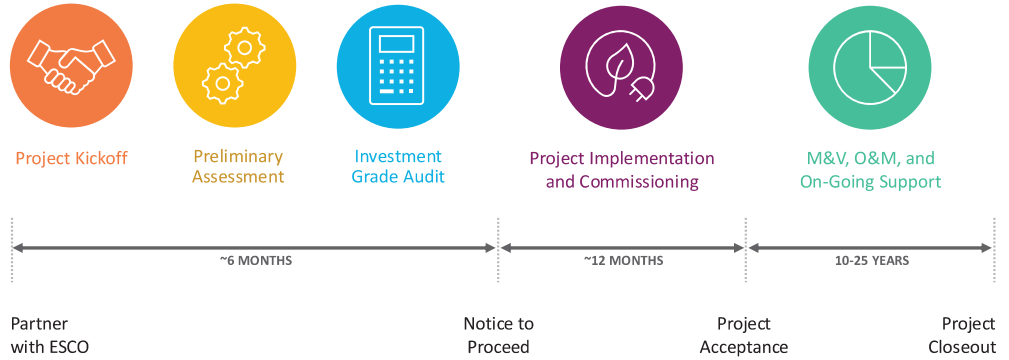 Project Kickoff
Preliminary
Assessment
Investment
Grade Audit
Project Implementation
and Commissioning
M&V, O&M, and
On-Going Support
~6 MONTHS
~12 MONTHS
10-25 YEARS
Partner
with ESCO
Notice to
Proceed
Project
Acceptance
Project
Closeout